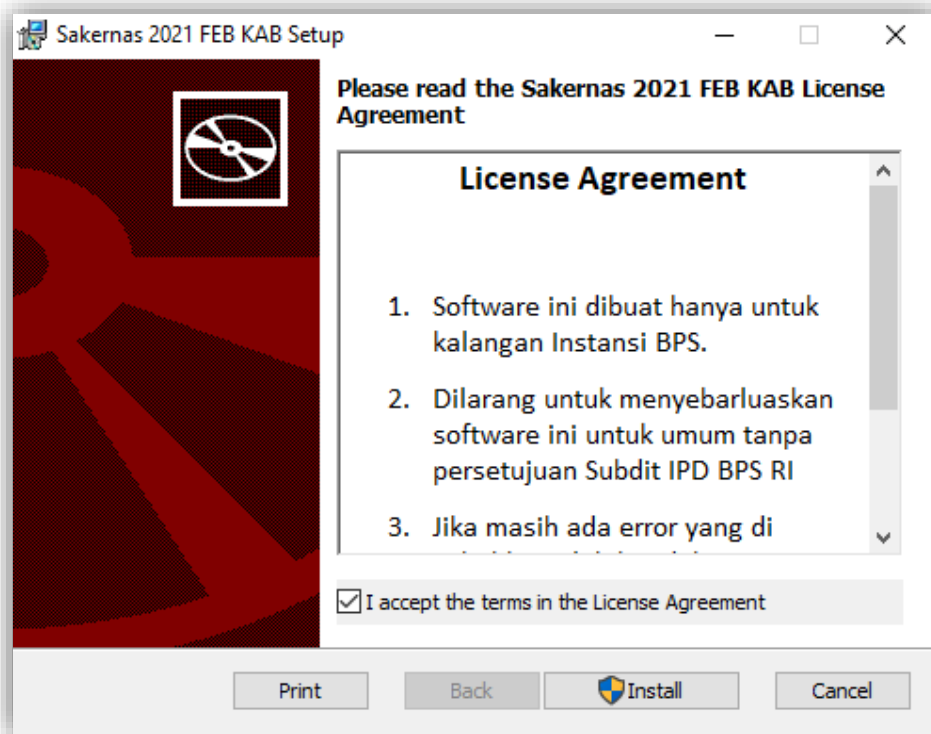 Sakernas 2021 FEB KAB Setup
Please read the Sakernas 2021 FEB KAB License
Agreement
License Agreement
1. Software ini dibuat hanya untuk
kalangan Instansi BPS.
2. Dilarang untuk menyebarluaskan
software ini untuk umum tanpa
persetujuan Subdit IPD BPS RI
3. Jika masih ada error yang di
I accept the terms in the License Agreement
Print
Back
Install
Cancel